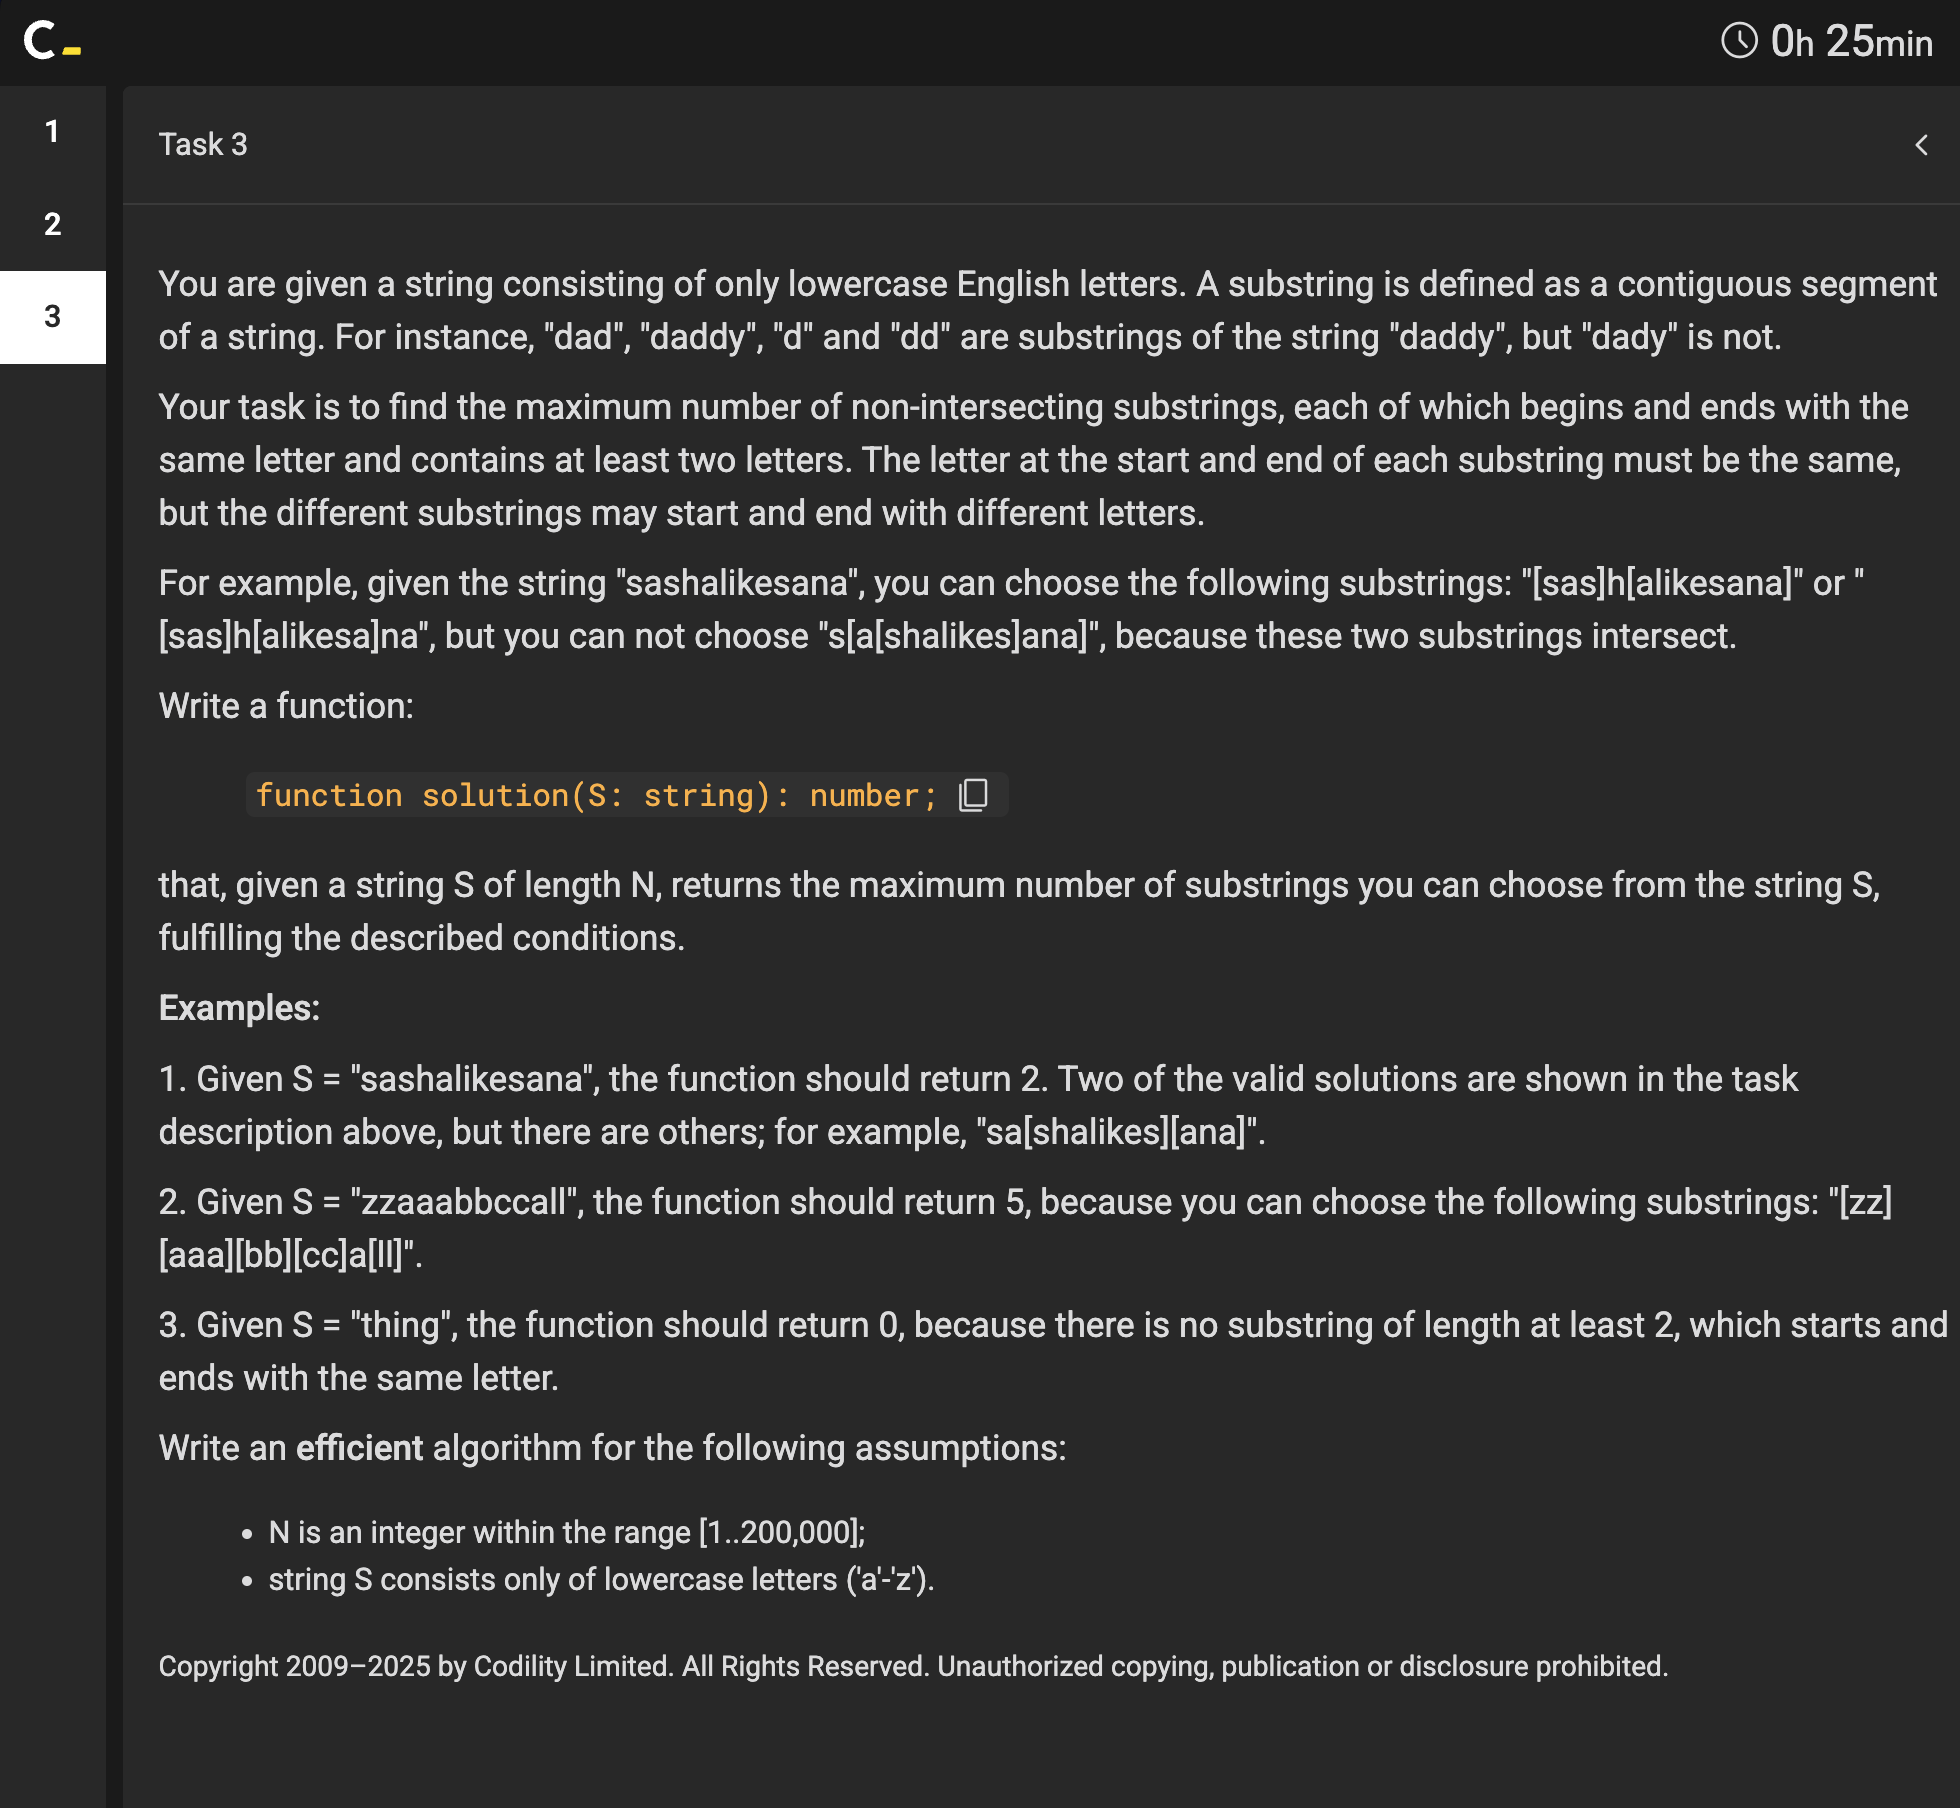 C_
0h 25min
1
2
3
Task 3
You are given a string consisting of only lowercase English letters. A substring is defined as a contiguous segment
of a string. For instance, "dad", "daddy", "d" and "dd" are substrings of the string "daddy", but "dady" is not.
Your task is to find the maximum number of non-intersecting substrings, each of which begins and ends with the
same letter and contains at least two letters. The letter at the start and end of each substring must be the same,
but the different substrings may start and end with different letters.
For example, given the string "sashalikesana", you can choose the following substrings: "[sas]h[alikesana]" or "
[sas]h[alikesa]na", but you can not choose "s[a[shalikes]ana]", because these two substrings intersect.
Write a function:
function solution(S: string): number;
that, given a string S of length N, returns the maximum number of substrings you can choose from the string S,
fulfilling the described conditions.
Examples:
1. Given S = "sashalikesana", the function should return 2. Two of the valid solutions are shown in the task
description above, but there are others; for example, "sa[shalikes][ana]".
2. Given S = "zzaaabbccall", the function should return 5, because you can choose the following substrings: "[zz]
[aaa][bb][cc]a[ll]".
3. Given S = "thing", the function should return 0, because there is no substring of length at least 2, which starts and
ends with the same letter.
Write an efficient algorithm for the following assumptions:
• N is an integer within the range [1..200,000];
• string S consists only of lowercase letters ('a'-'z').
Copyright 2009–2025 by Codility Limited. All Rights Reserved. Unauthorized copying, publication or disclosure prohibited.